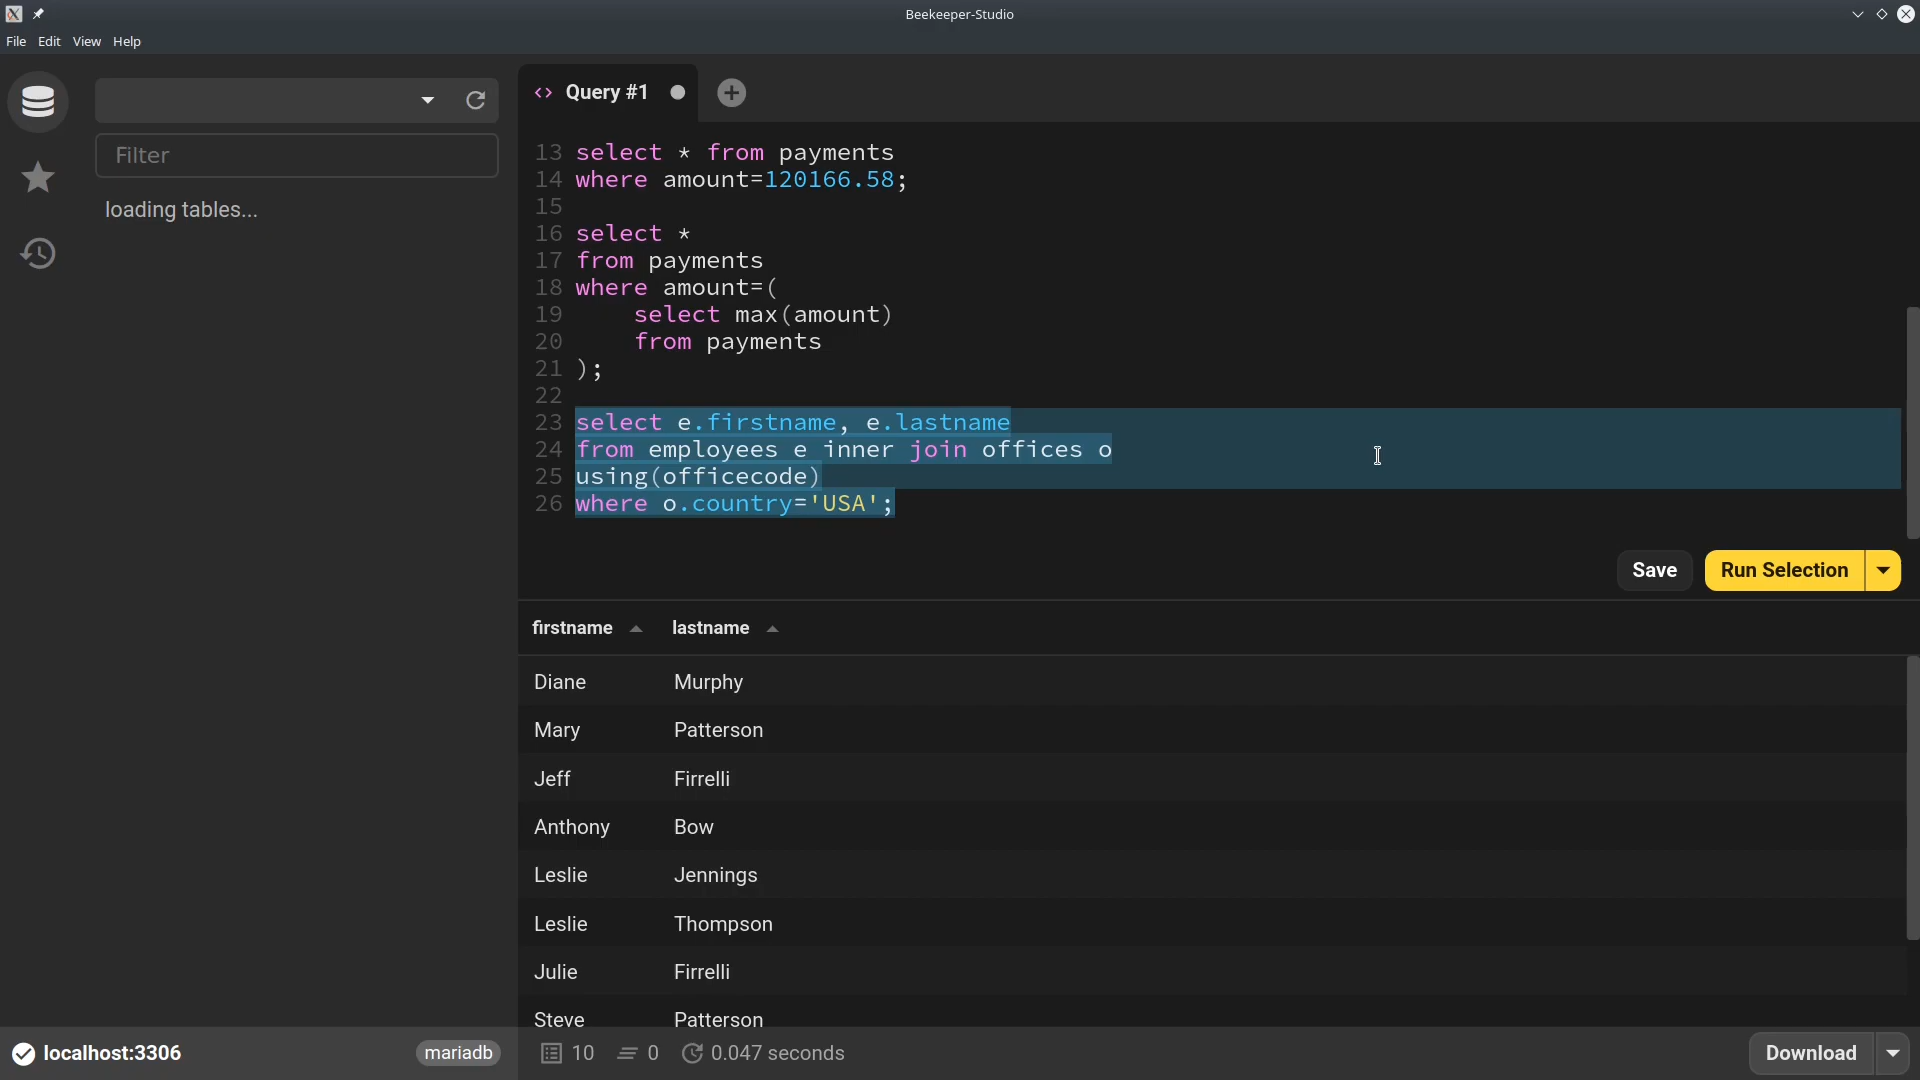 Beekeeper-Studio
File Edit View Help
Query #1
Filter
loading tables...
13 select * from payments
14 where amount=120166.58;
15
16 select *
17 from payments
18 where amount=(
19     select max(amount)
20     from payments
21 );
22
23 select e.firstname, e.lastname
24 from employees e inner join offices o
25 using(officecode)
26 where o.country='USA';
Save Run Selection
firstname lastname
Diane Murphy
Mary Patterson
Jeff Firrelli
Anthony Bow
Leslie Jennings
Leslie Thompson
Julie Firrelli
Steve Patterson
localhost:3306 mariadb 10 0 0.047 seconds Download